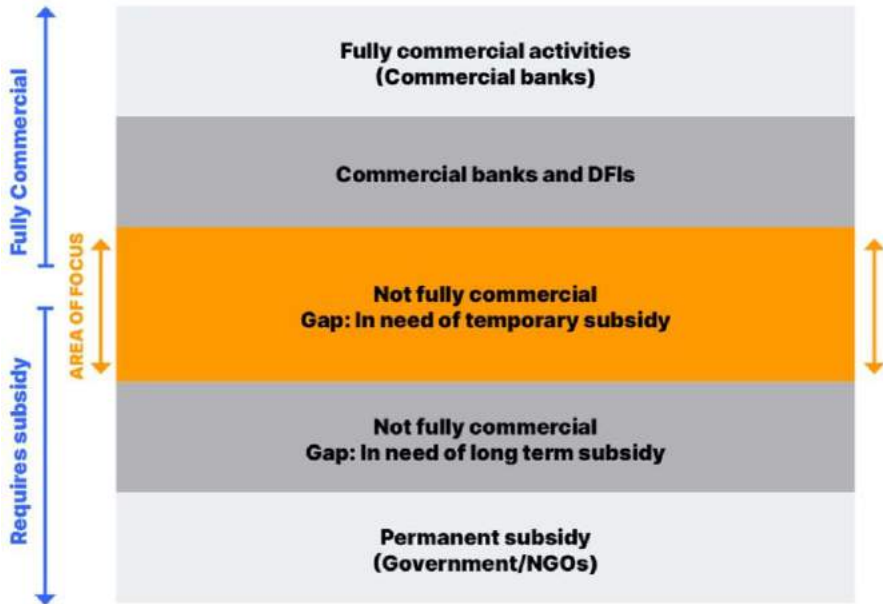 Fully Commercial
Requires subsidy
AREA OF FOCUS
Fully commercial activities
(Commercial banks)
Commercial banks and DFIs
Not fully commercial
Gap: In need of temporary subsidy
Not fully commercial
Gap: In need of long term subsidy
Permanent subsidy
(Government/NGOs)